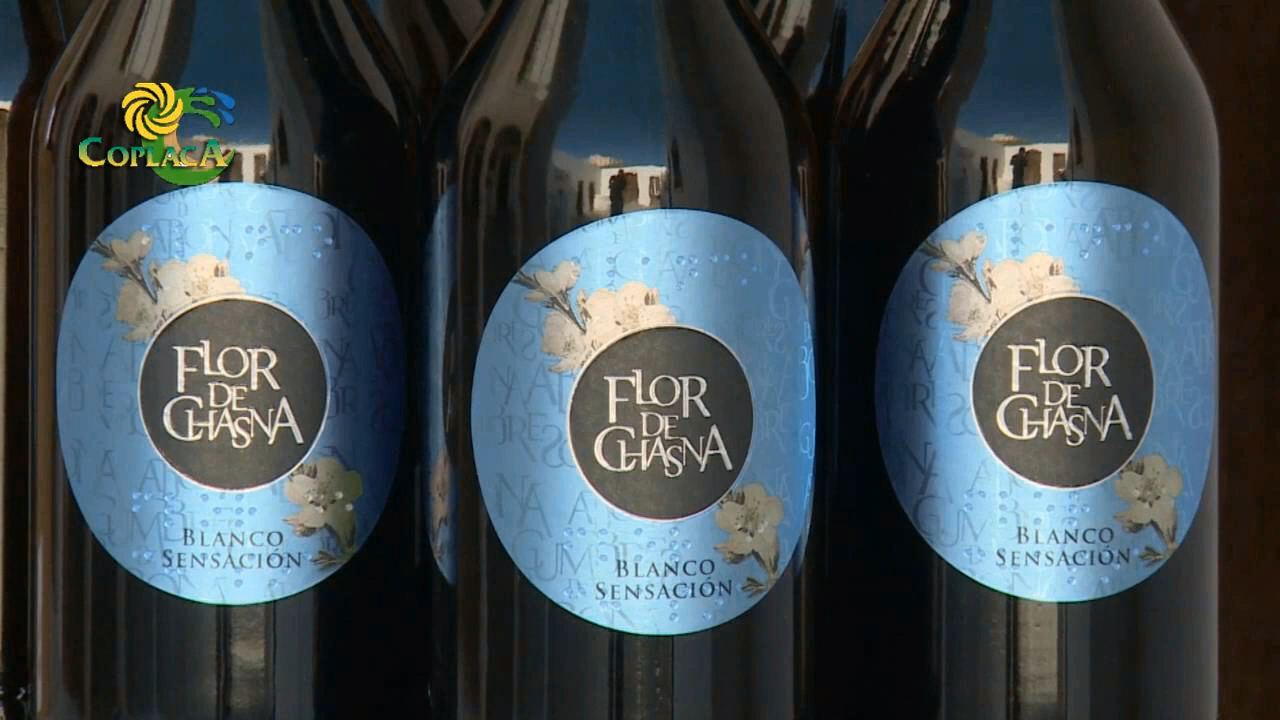 COPLACA
FLOR
DE
CHASNA
BLANCO
SENSACIÓN
FLOR
DE
CHASNA
BLANCO
SENSACIÓN
FLOR
DE
CHASNA
BLANCO
SENSACIÓN